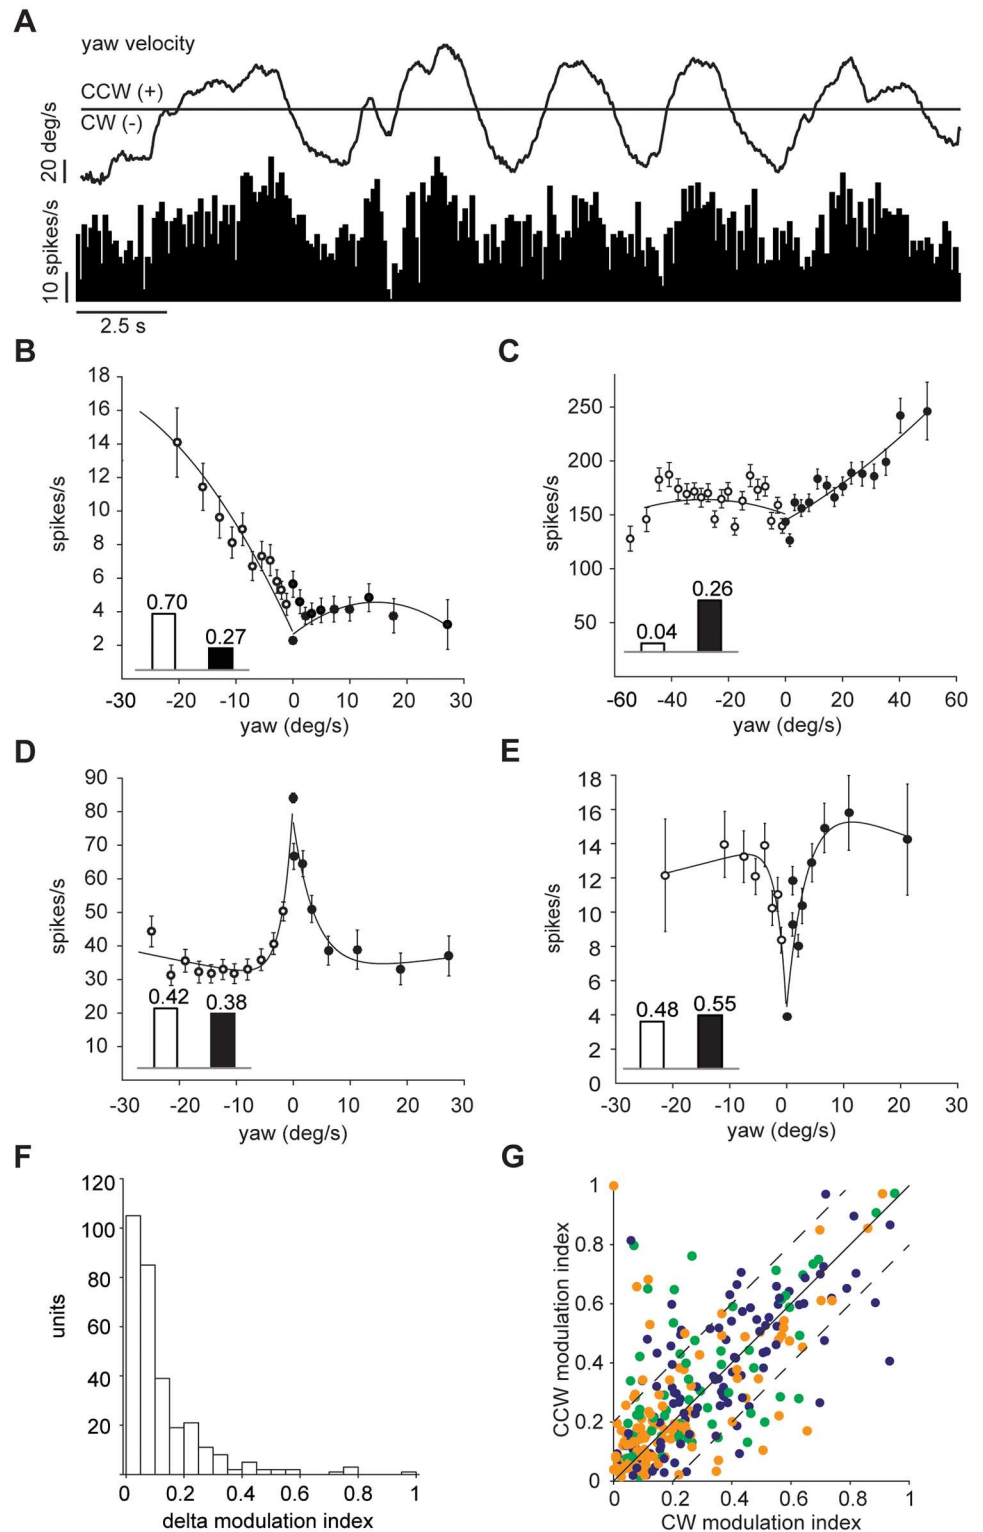 A
yaw velocity
CCW (+)
CW (-)
20 deg/s
10 spikes/s
2.5 s
B
18
16
14
12
10
8
6
4
2
spikes/s
0.70
0.27
-30 -20 -10 0 10 20 30
yaw (deg/s)
C
250
200
150
100
50
spikes/s
0.04
0.26
-60 -40 -20 0 20 40 60
yaw (deg/s)
D
90
80
70
60
50
40
30
20
10
spikes/s
0.42
0.38
-30 -20 -10 0 10 20 30
yaw (deg/s)
E
18
16
14
12
10
8
6
4
2
0
spikes/s
0.48
0.55
-30 -20 -10 0 10 20 30
yaw (deg/s)
F
120
100
80
60
40
20
units
0 0.2 0.4 0.6 0.8 1
delta modulation index
G
1
0.8
0.6
0.4
0.2
0
CCW modulation index
0 0.2 0.4 0.6 0.8 1
CW modulation index